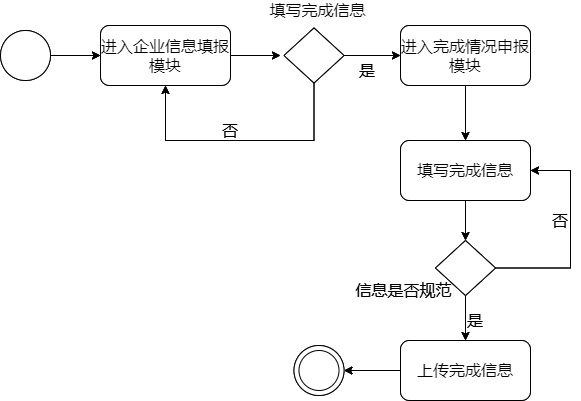 填写完成信息
进入企业信息填报
模块
进入完成情况申报
模块
是
否
填写完成信息
否
信息是否规范
是
上传完成信息